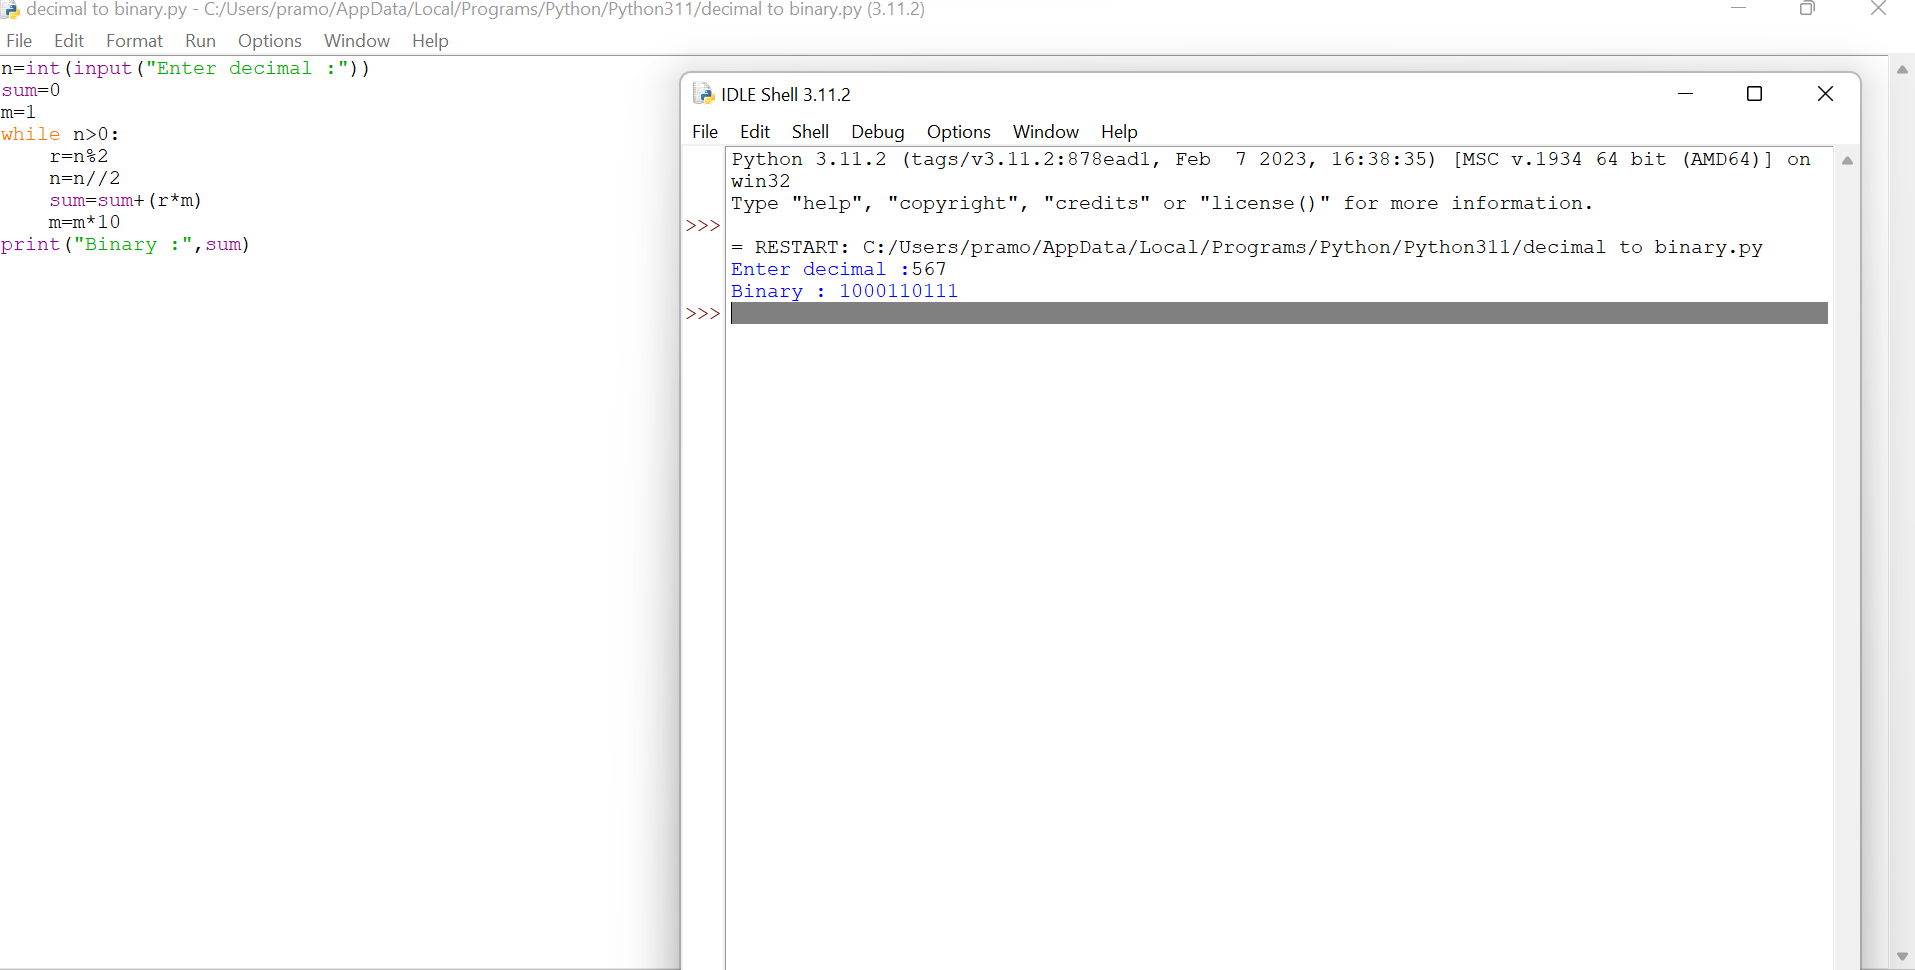 decimal to binary.py - C:/Users/pramo/AppData/Local/Programs/Python/Python311/decimal to binary.py (3.11.2)
File Edit Format Run Options Window Help
n=int(input("Enter decimal :"))
sum=0
m=1
while n>0:
    r=n%2
    n=n//2
    sum=sum+(r*m)
    m=m*10
print("Binary :",sum)
IDLE Shell 3.11.2
File Edit Shell Debug Options Window Help
Python 3.11.2 (tags/v3.11.2:878ead1, Feb  7 2023, 16:38:35) [MSC v.1934 64 bit (AMD64)] on
win32
Type "help", "copyright", "credits" or "license()" for more information.
>>>
= RESTART: C:/Users/pramo/AppData/Local/Programs/Python/Python311/decimal to binary.py
Enter decimal :567
Binary : 1000110111
>>>